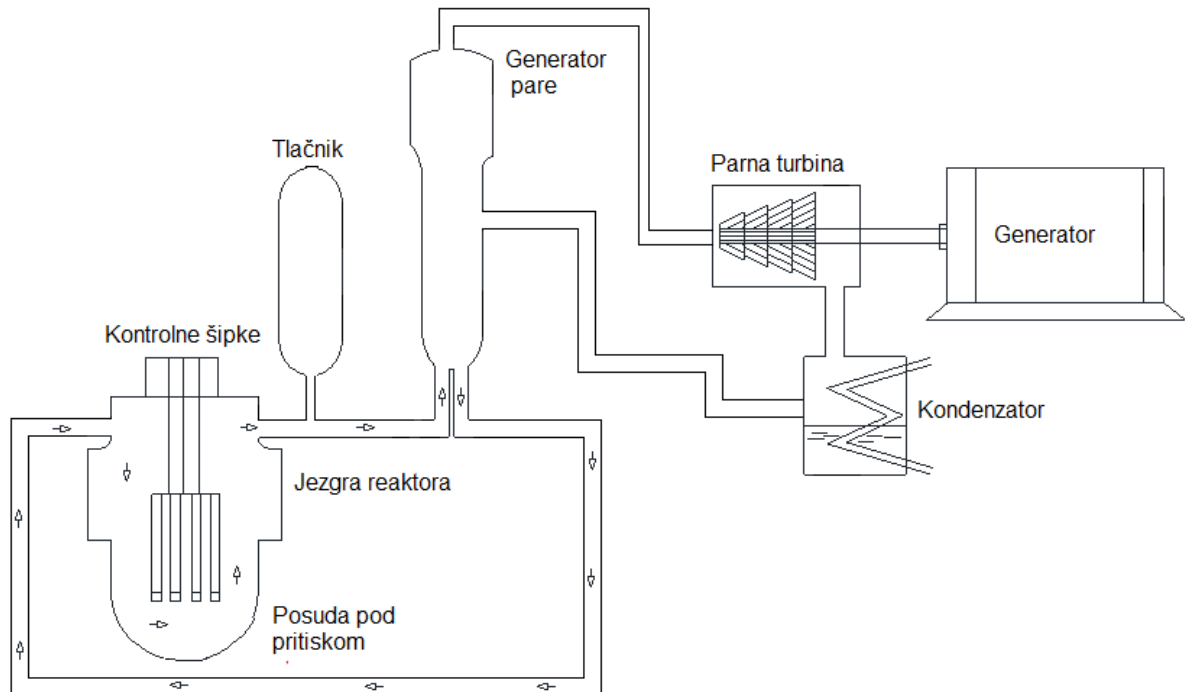 Generator
pare
Tlačnik
Parna turbina
Generator
Kontrolne šipke
Kondenzator
Jezgra reaktora
Posuda pod
pritiskom